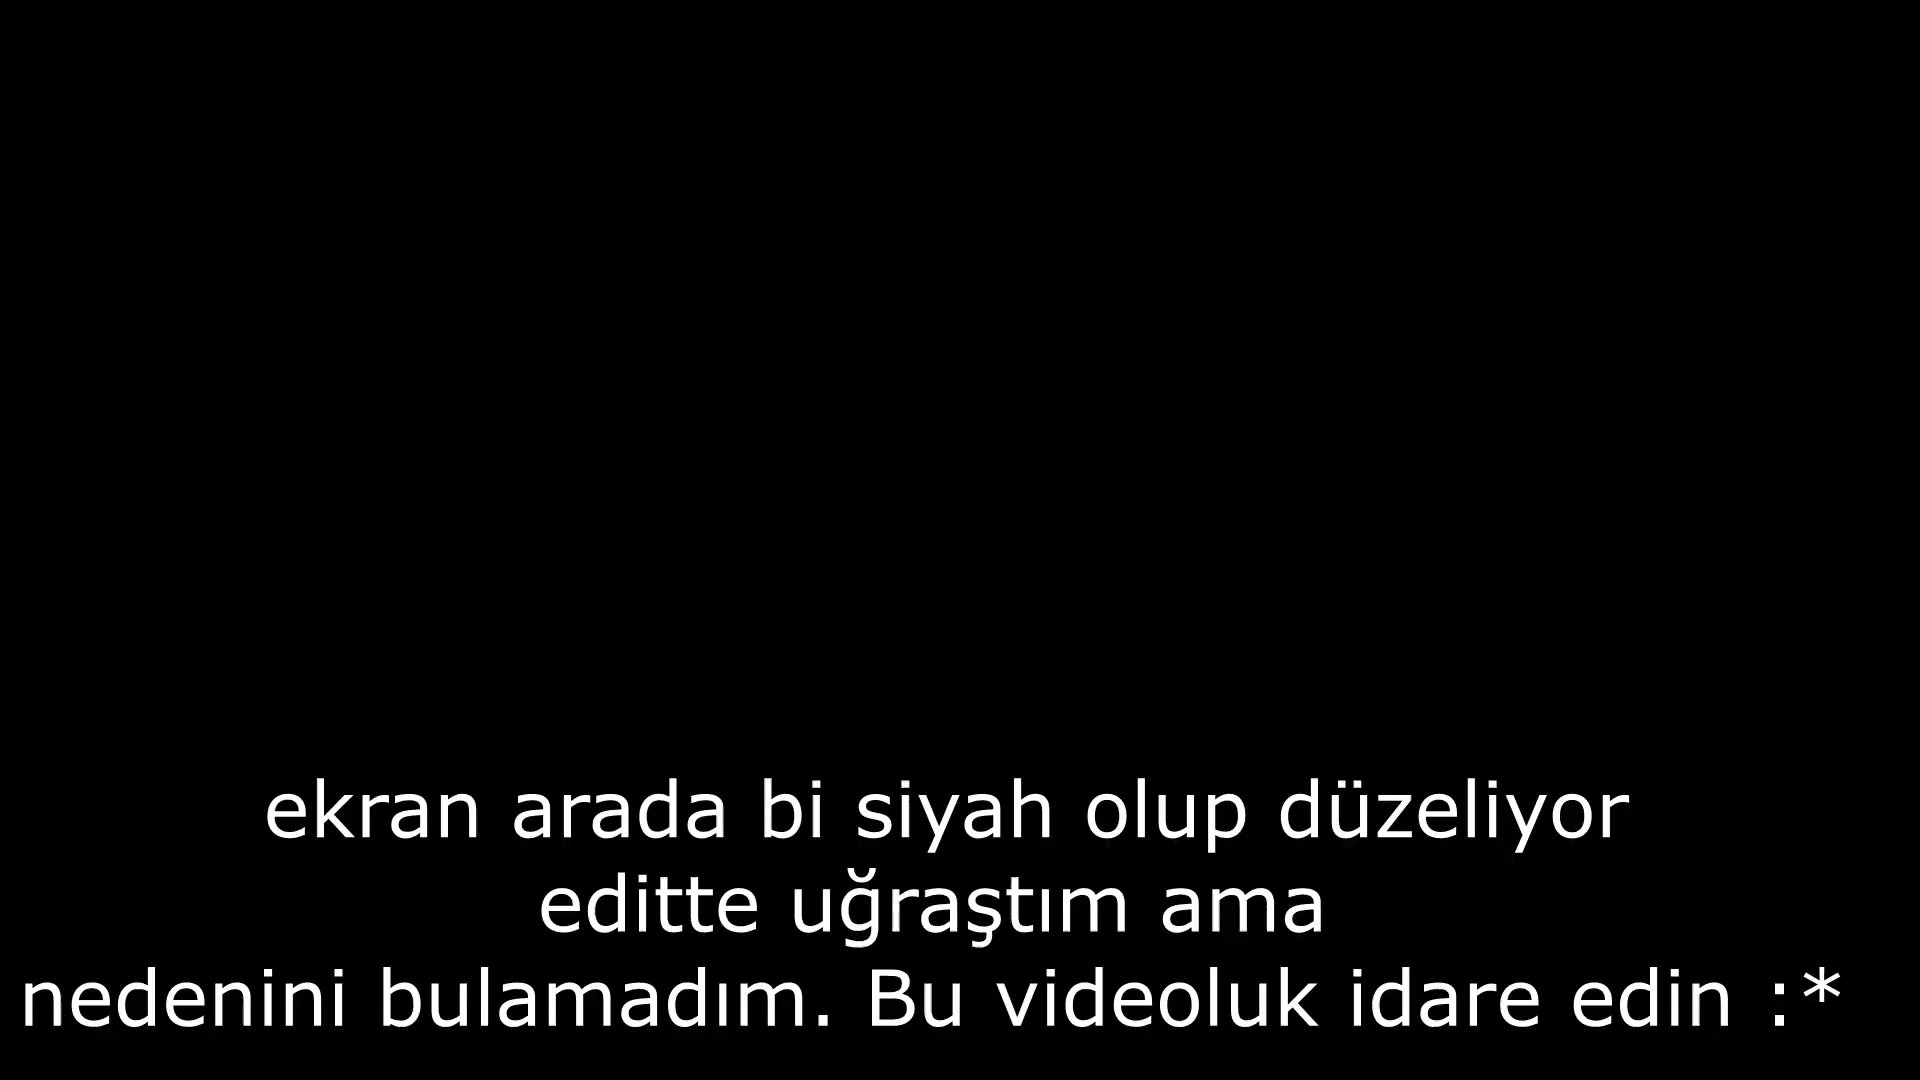 ekran arada bi siyah olup düzeliyor
editte uğraştım ama
nedenini bulamadım. Bu videoluk idare edin :*